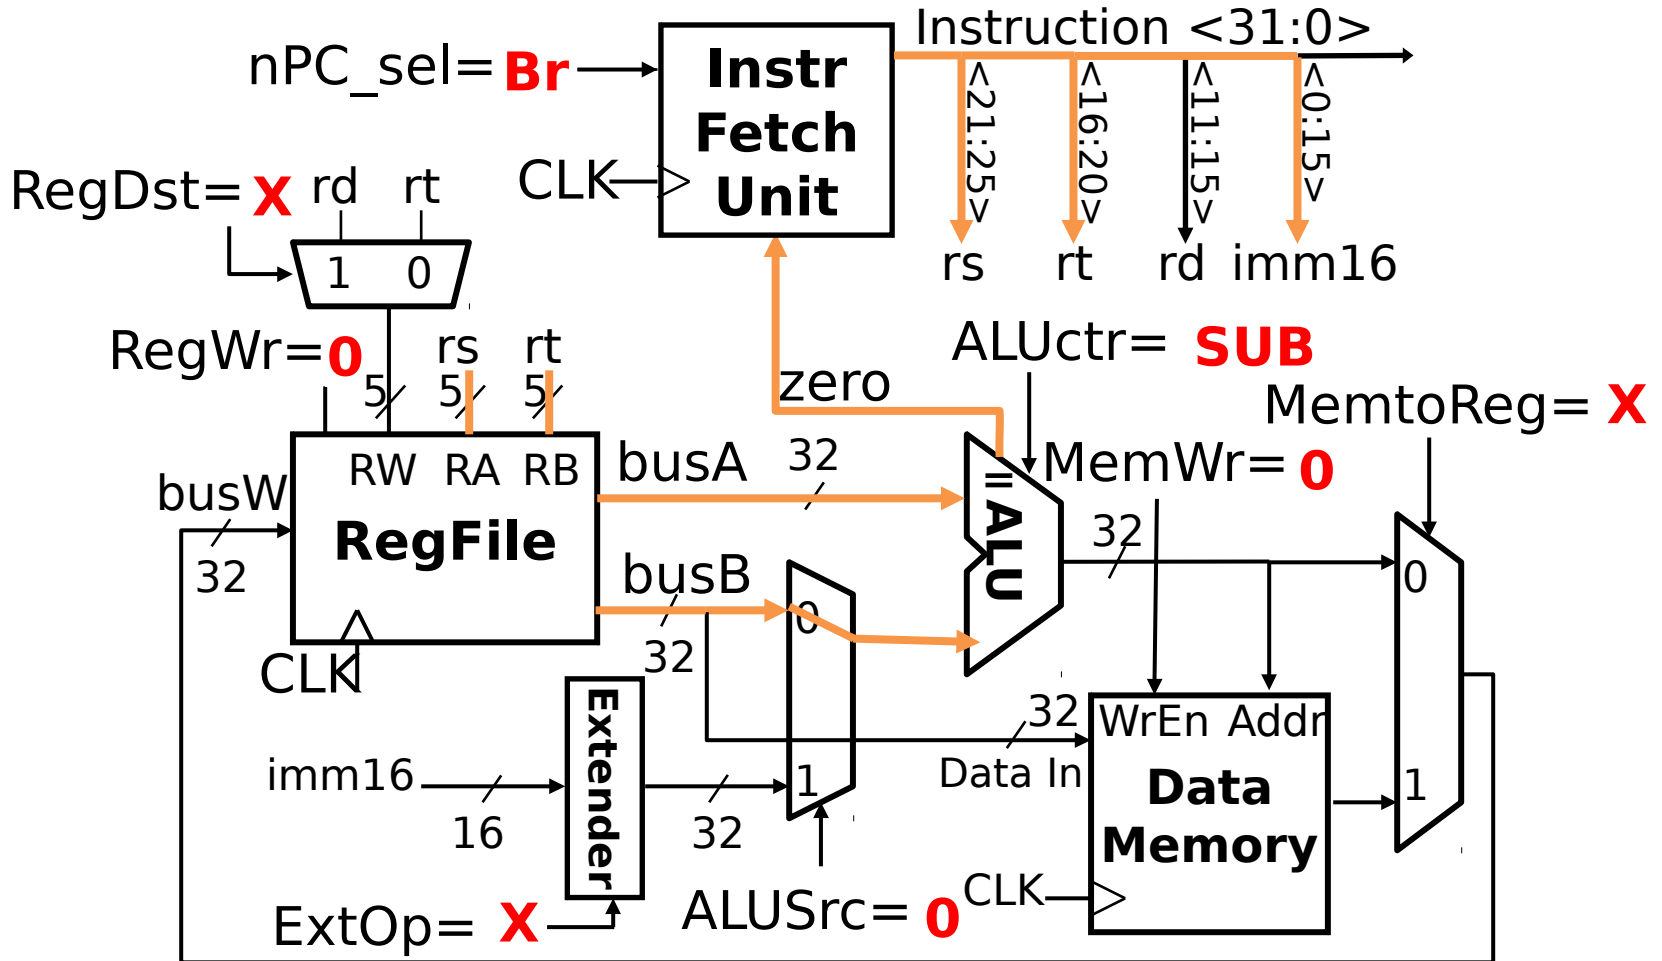 Instruction <31:0>
nPC_sel= Br
Instr
Fetch
Unit
CLK
<21:25>
<16:20>
<11:15>
<0:15>
rs
rt
rd
imm16
RegDst= X
rd
rt
1
0
RegWr=0
5
rs
5
rt
5
zero
ALUctr= SUB
MemtoReg= X
MemWr= 0
busW
32
RW
RA
RB
RegFile
CLK
busA
32
busB
32
0
1
=
ALU
32
0
1
imm16
16
Extender
32
ExtOp= X
ALUSrc= 0
32
Data In
WrEn
Addr
Data
Memory
CLK